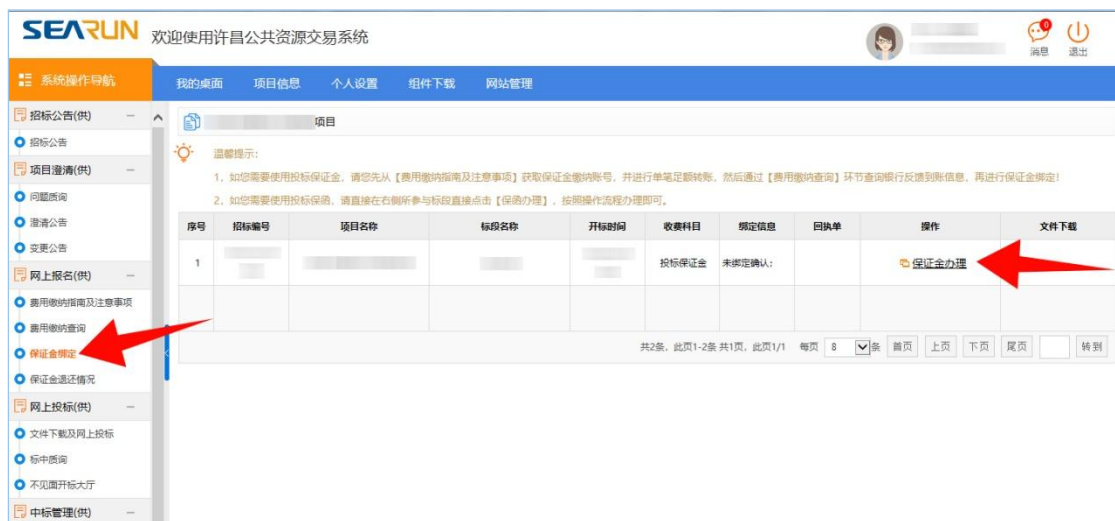 SEARUN 欢迎使用许昌公共资源交易系统
消息 退出
系统操作导航
我的桌面 项目信息 个人设置 组件下载 网站管理
招标公告(供)
招标公告
项目澄清(供)
问题质询
澄清公告
变更公告
网上报名(供)
费用缴纳指南及注意事项
费用缴纳查询
保证金绑定
保证金退还情况
网上投标(供)
文件下载及网上投标
标中质询
不见面开标大厅
中标管理(供)
项目
温馨提示:
1、如您需要使用投标保证金，请您先从【费用缴纳指南及注意事项】获取保证金缴纳账号，并进行单笔足额转账，然后通过【费用缴纳查询】环节查询银行反馈到账信息，再进行保证金绑定!
2、如您需要使用投标保函，请直接在右侧所参与标段直接点击【保函办理】，按照操作流程办理即可。
序号 招标编号 项目名称 标段名称 开标时间 收费科目 绑定信息 回执单 操作 文件下载
1 投标保证金 未绑定确认; 保证金办理
共2条, 此页1-2条 共1页, 此页1/1 每页 8 条 首页 上页 下页 尾页 转到